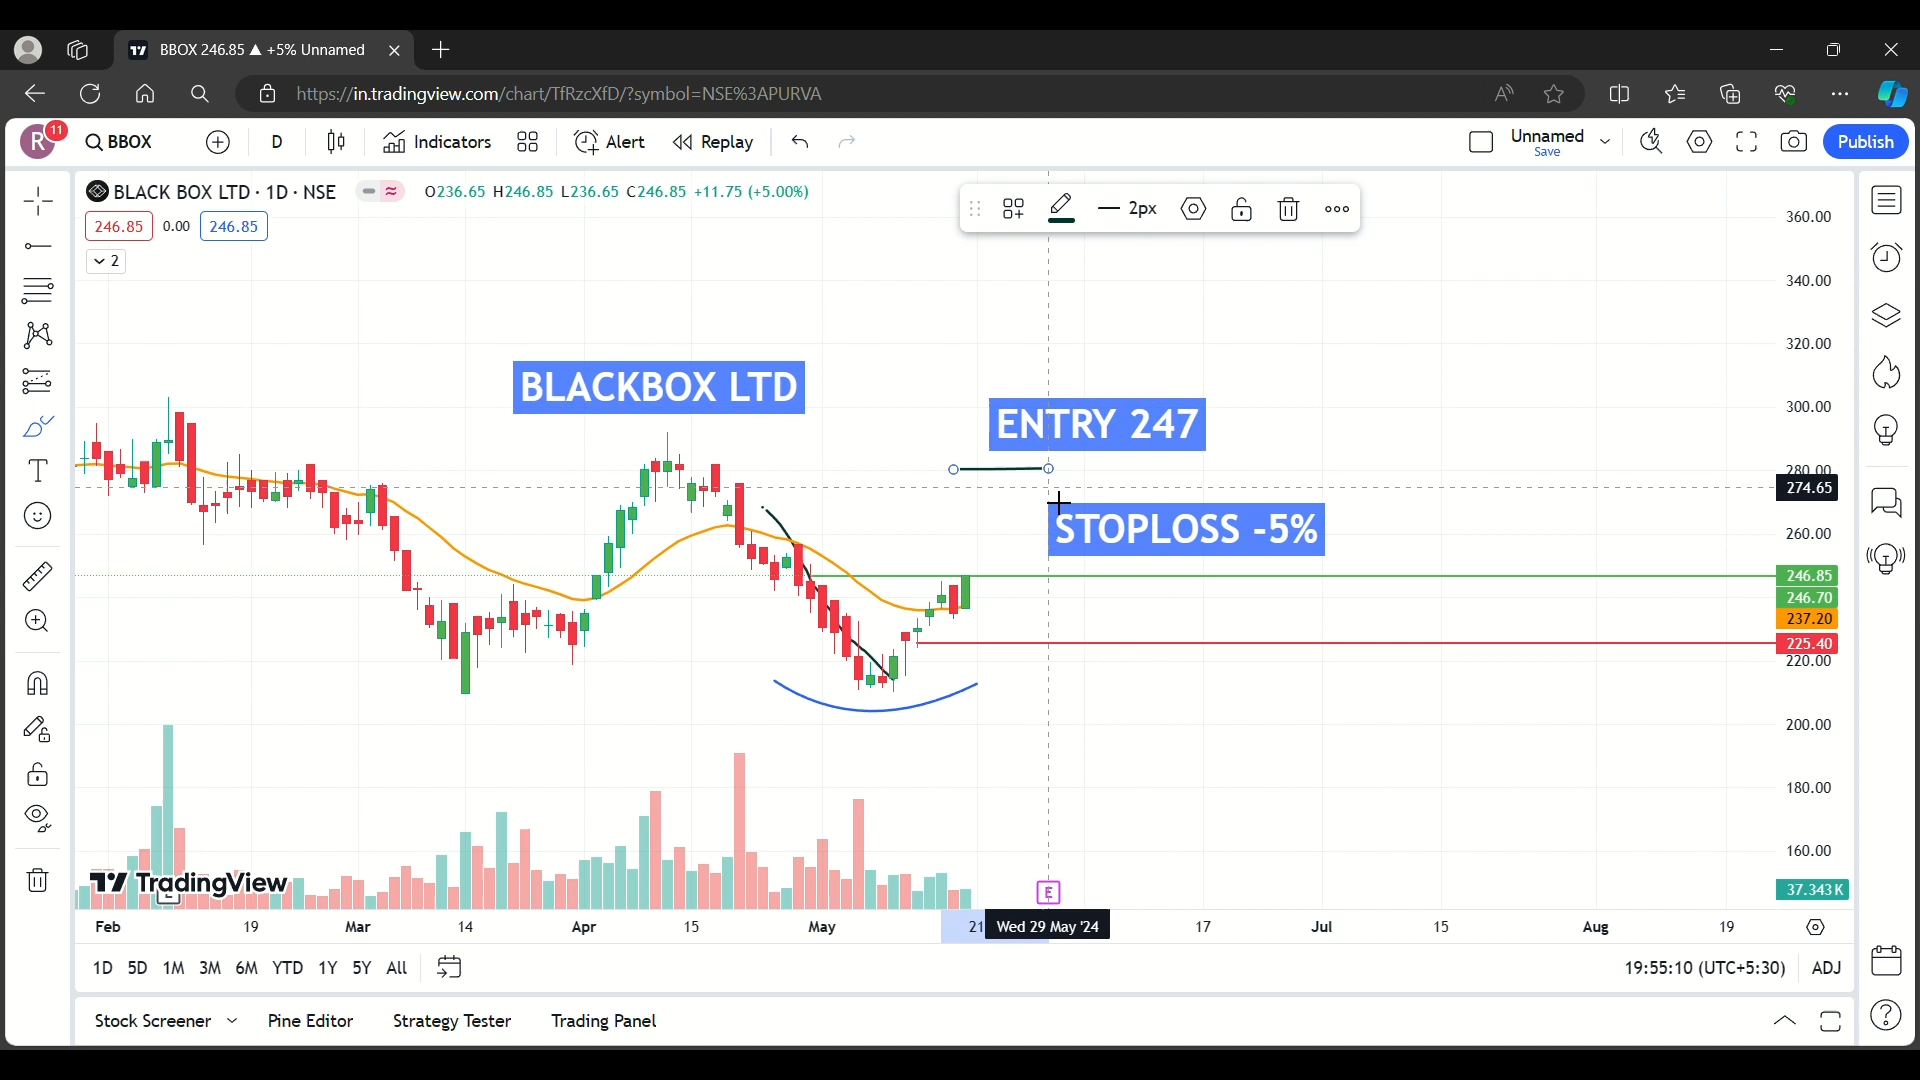 BBOX 246.85 ▲ +5% Unnamed
https://in.tradingview.com/chart/TfRzcXfD/?symbol=NSE%3APURVA
R 11 BBOX D Indicators Alert Replay Unnamed Save Publish
BLACK BOX LTD · 1D · NSE O236.65 H246.85 L236.65 C246.85 +11.75 (+5.00%)
246.85 0.00 246.85
2
2px
360.00
340.00
320.00
BLACKBOX LTD
300.00
ENTRY 247
280.00
274.65
STOPLOSS -5%
260.00
246.85
246.70
237.20
225.40
220.00
200.00
180.00
160.00
TradingView
E
37.343 K
Feb 19 Mar 14 Apr 15 May 21 Wed 29 May '24 17 Jul 15 Aug 19
1D 5D 1M 3M 6M YTD 1Y 5Y All 19:55:10 (UTC+5:30) ADJ
Stock Screener Pine Editor Strategy Tester Trading Panel